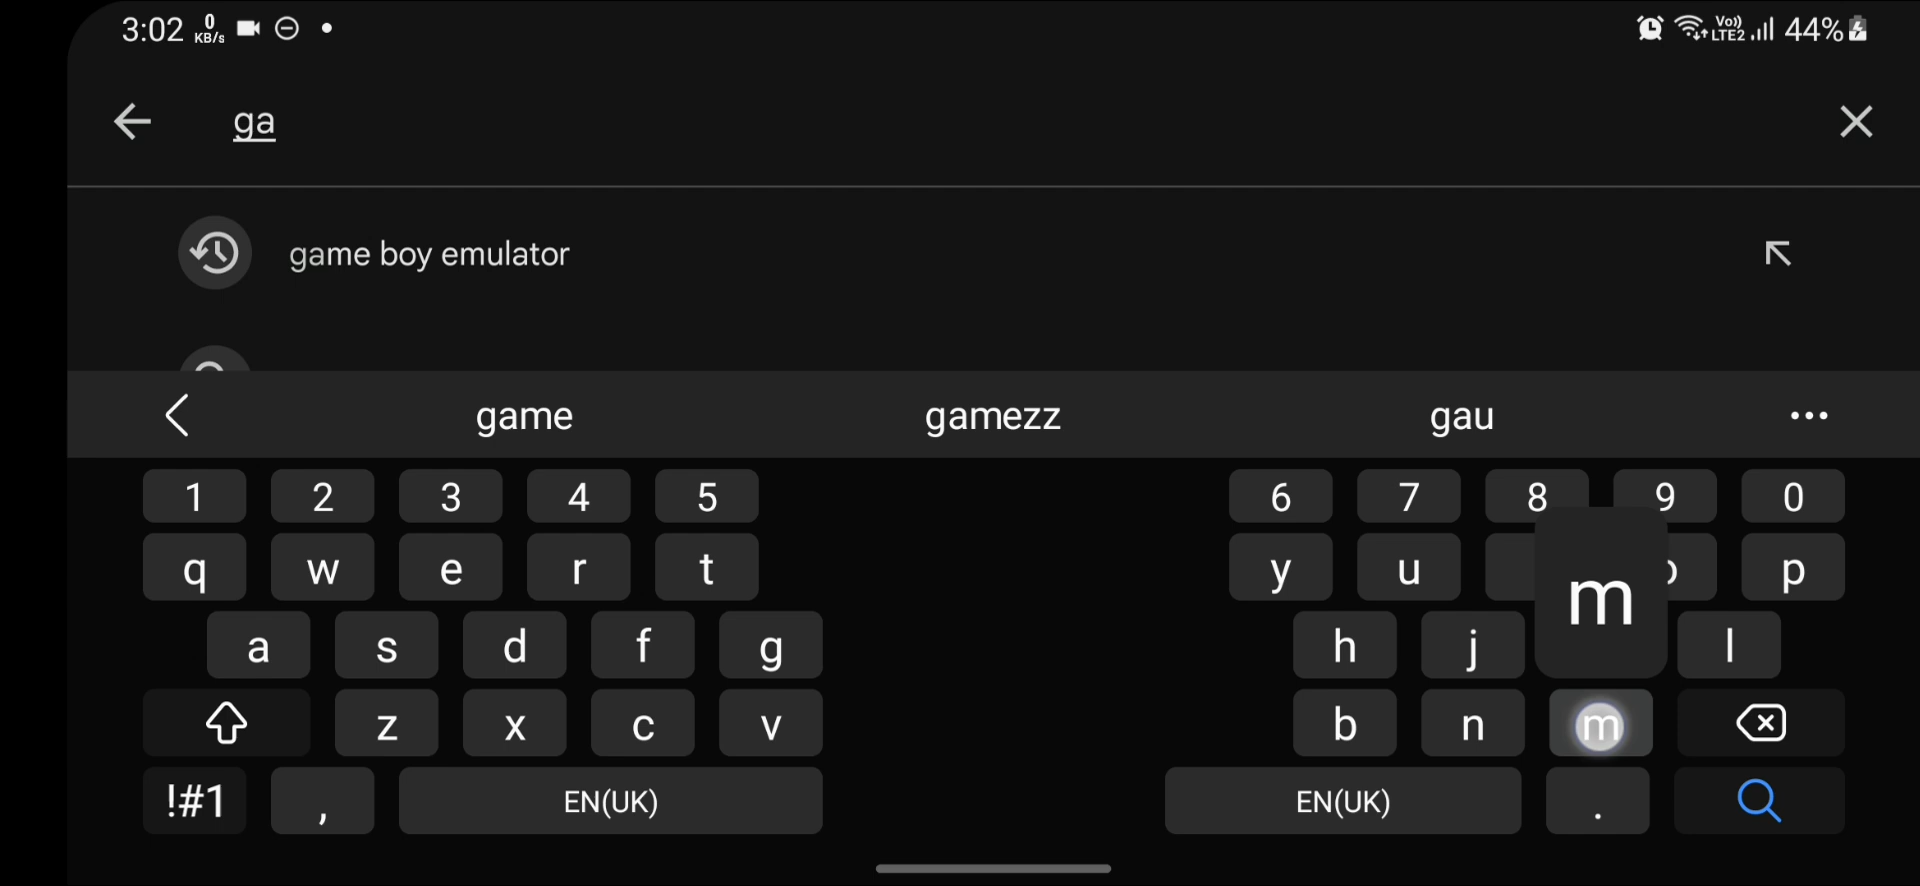 3:02 0 KB/s Vo)) LTE2 44%
ga
game boy emulator
game gamezz gau
1 2 3 4 5 6 7 8 9 0
q w e r t y u p
a s d f g h j m l
z x c v b n m
!#1 , EN(UK) EN(UK) .